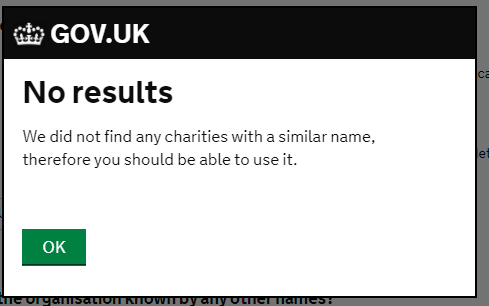 GOV.UK
No results
ca
We did not find any charities with a similar name,
therefore you should be able to use it.
OK
the organisation known by any other names?